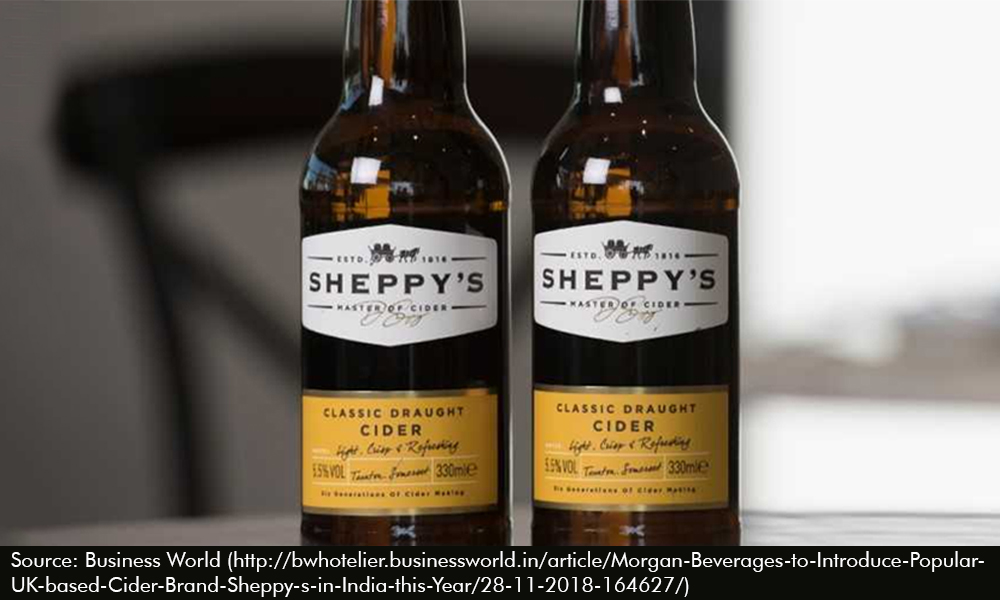 ESTD. 1816
SHEPPY'S
MASTER OF CIDER
CLASSIC DRAUGHT
CIDER
Light, Crisp & Refreshing
5.5% VOL Taunton, Somerset 330ml℮
Six Generations Of Cider Making
ESTD. 1816
SHEPPY'S
MASTER OF CIDER
CLASSIC DRAUGHT
CIDER
Light, Crisp & Refreshing
5.5% VOL Taunton, Somerset 330ml℮
Six Generations Of Cider Making
Source: Business World (http://bwhotelier.businessworld.in/article/Morgan-Beverages-to-Introduce-Popular-
UK-based-Cider-Brand-Sheppy-s-in-India-this-Year/28-11-2018-164627/)